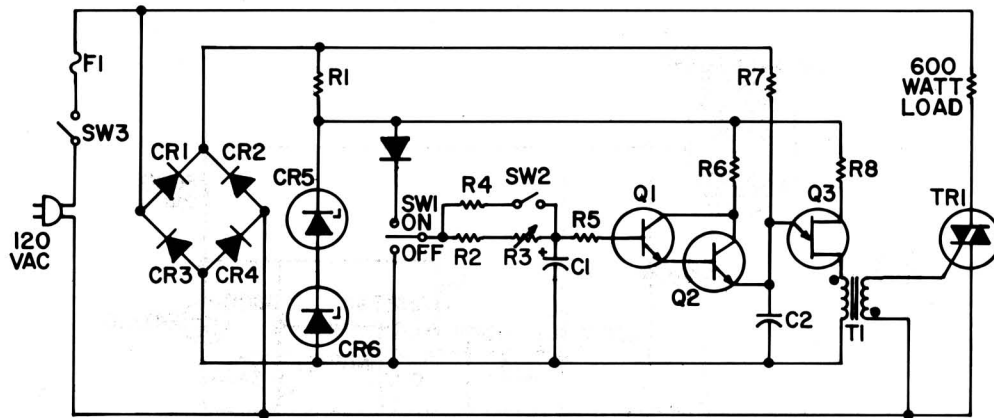 F1
SW3
120
VAC
CR1
CR2
CR3
CR4
R1
CR5
CR6
SW1
ON
OFF
R4
SW2
R2
R3
+
C1
R5
Q1
Q2
R6
R7
Q3
R8
C2
T1
600
WATT
LOAD
TR1